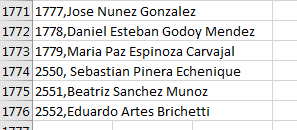 1771 1777,Jose Nunez Gonzalez
1772 1778,Daniel Esteban Godoy Mendez
1773 1779,Maria Paz Espinoza Carvajal
1774 2550, Sebastian Pinera Echenique
1775 2551,Beatriz Sanchez Munoz
1776 2552,Eduardo Artes Brichetti